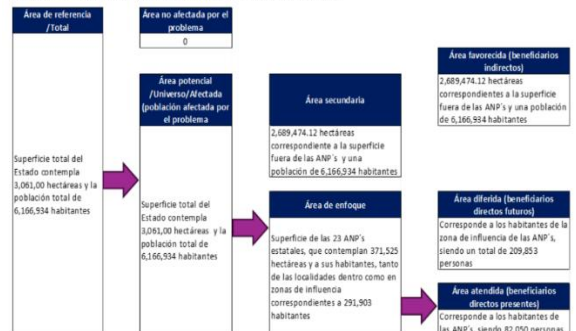 Área de referencia
/Total
Superficie total del
Estado contempla
3,061,00 hectáreas y la
población total de
6,166,934 habitantes
Área no afectada por el
problema
0
Área potencial
/Universo/Afectada
(población afectada por
el problema
Superficie total del
Estado contempla
3,061,00 hectáreas y la
población total de
6,166,934 habitantes
Área secundaria
2,689,474.12 hectáreas
correspondiente a la superficie
fuera de las ANP´s y una
población de 6,166,934 habitantes
Área de enfoque
Superficie de las 23 ANP´s
estatales, que contemplan 371,525
hectáreas y a sus habitantes, tanto
de las localidades dentro como en
zonas de influencia
correspondientes a 291,903
habitantes
Área favorecida (beneficiarios
indirectos)
2,689,474.12 hectáreas
correspondientes a la superficie
fuera de las ANP´s y una población
de 6,166,934 habitantes
Área diferida (beneficiarios
directos futuros)
Corresponde a los habitantes de la
zona de influencia de las ANP´s,
siendo un total de 209,853
personas
Área atendida (beneficiarios
directos presentes)
Corresponde a los habitantes de
las ANP´s, siendo 82,050 personas